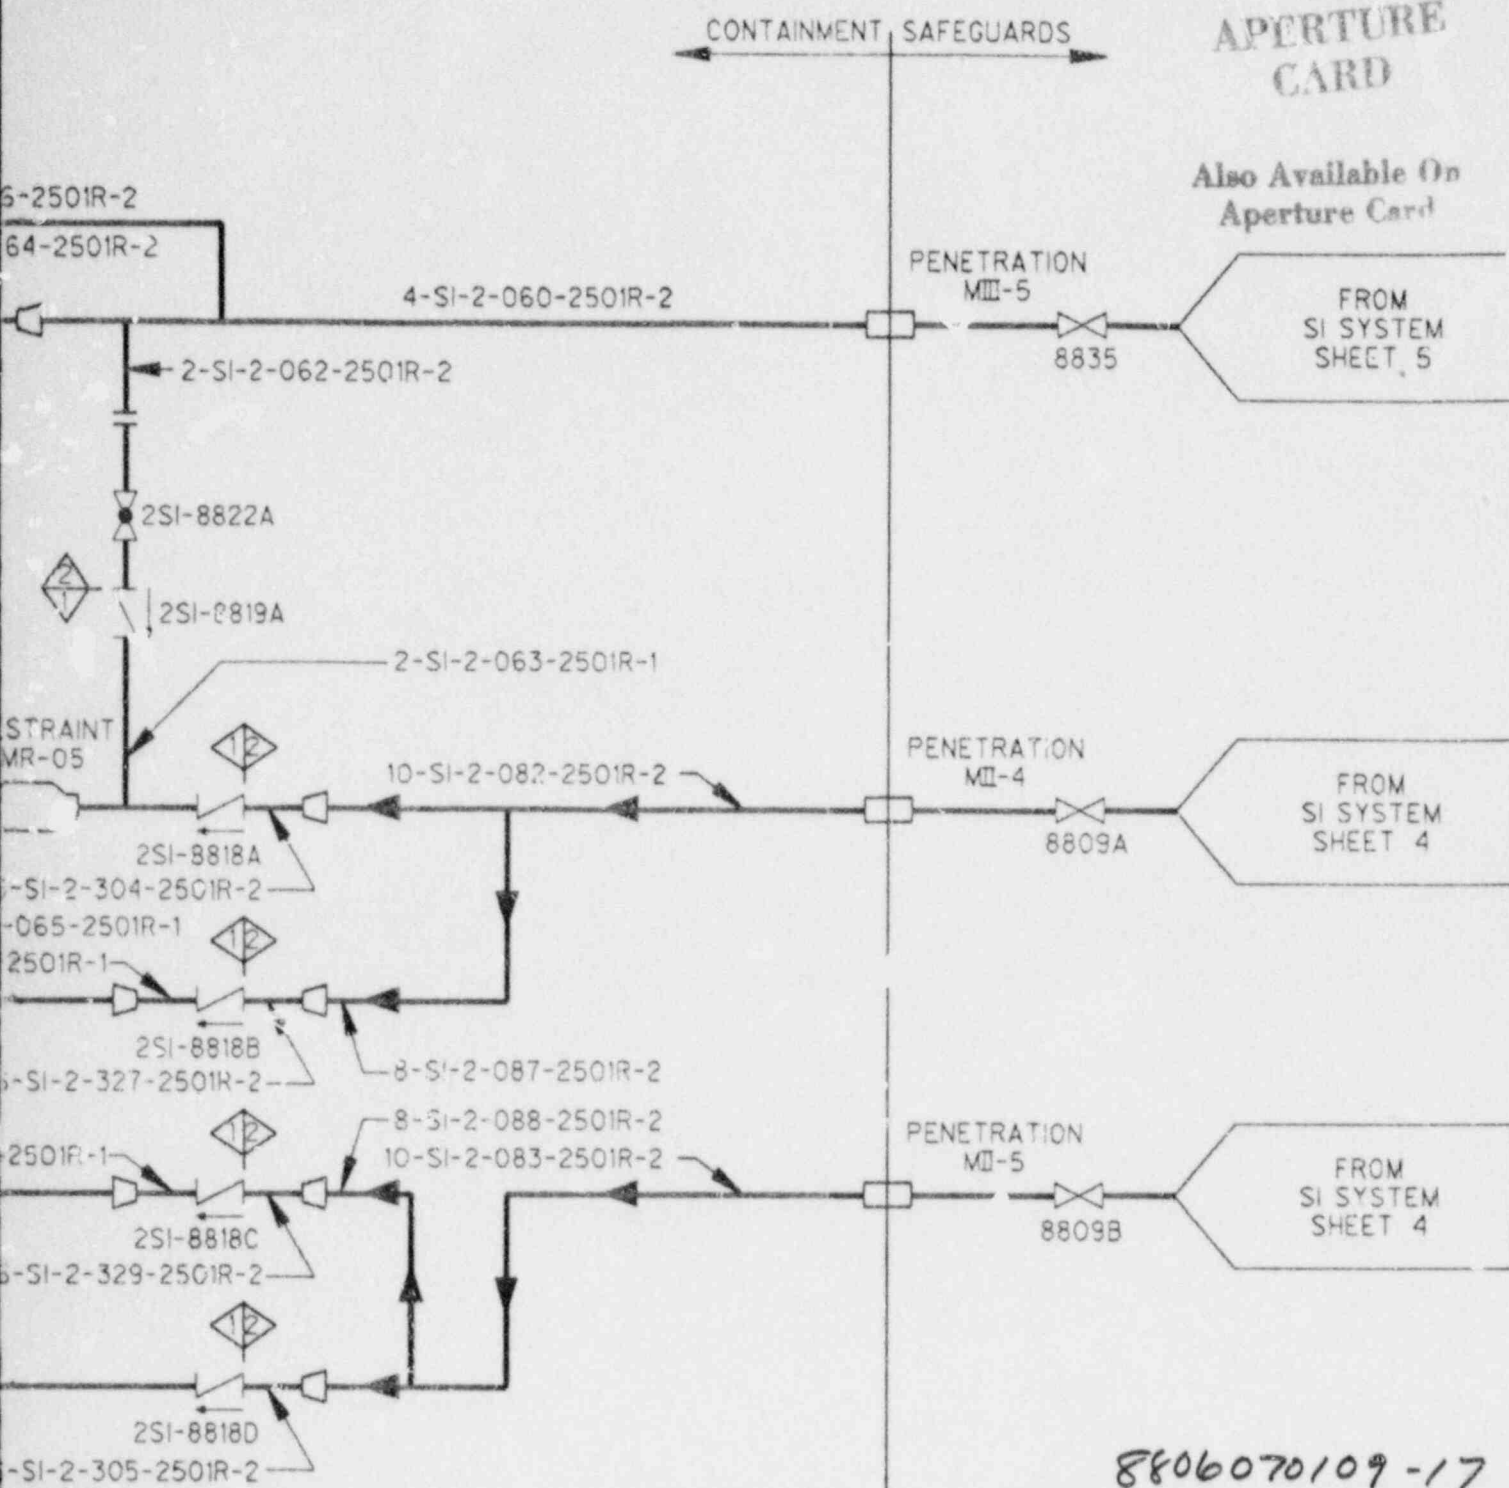 CONTAINMENT SAFEGUARDS
APERTURE
CARD
Also Available On
Aperture Card
6-2501R-2
64-2501R-2
4-SI-2-060-2501R-2
PENETRATION
MIII-5
8835
FROM
SI SYSTEM
SHEET 5
2-SI-2-062-2501R-2
2SI-8822A
2
1
2SI-8819A
2-SI-2-063-2501R-1
STRAINT
MR-05
12
10-SI-2-082-2501R-2
PENETRATION
MII-4
8809A
FROM
SI SYSTEM
SHEET 4
2SI-8818A
-SI-2-304-2501R-2
-065-2501R-1
12
2501R-1
2SI-8818B
-SI-2-327-2501R-2
8-SI-2-087-2501R-2
12
8-SI-2-088-2501R-2
-2501R-1
10-SI-2-083-2501R-2
PENETRATION
MII-5
8809B
FROM
SI SYSTEM
SHEET 4
2SI-8818C
6-SI-2-329-2501R-2
12
2SI-8818D
-SI-2-305-2501R-2
8806070109-17